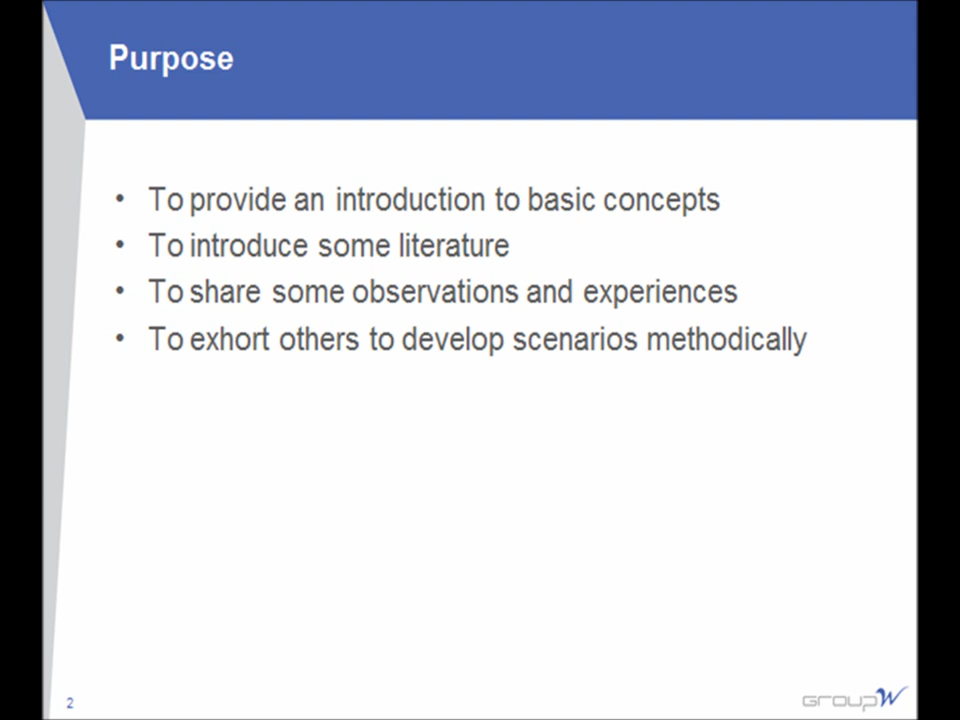 Purpose
• To provide an introduction to basic concepts
• To introduce some literature
• To share some observations and experiences
• To exhort others to develop scenarios methodically
2
GroupW